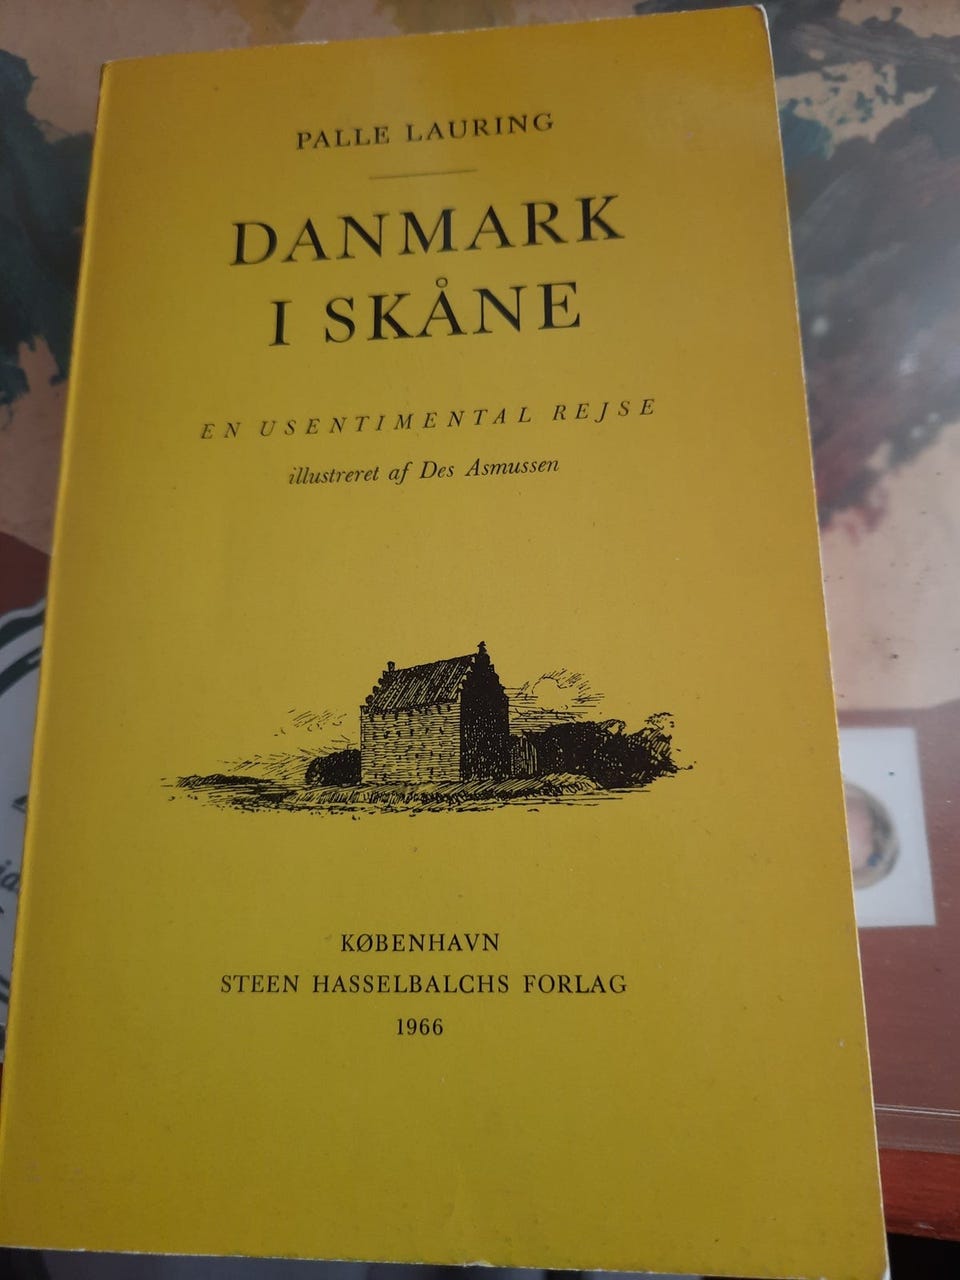 PALLE LAURING
DANMARK
I SKÅNE
EN USENTIMENTAL REJSE
illustreret af Des Asmussen
KØBENHAVN
STEEN HASSELBALCHS FORLAG
1966